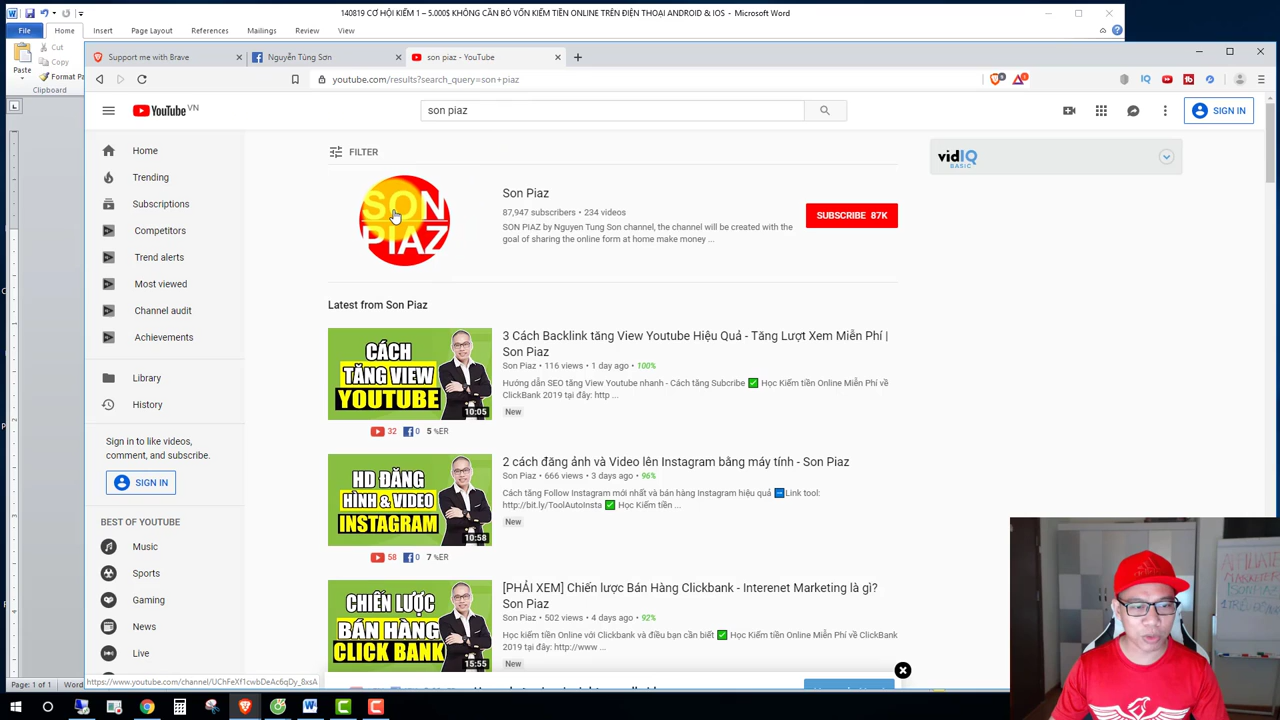 140819 CƠ HỘI KIẾM 1 – 5.000$ KHÔNG CẦN BỎ VỐN KIẾM TIỀN ONLINE TRÊN ĐIỆN THOẠI ANDROID & IOS - Microsoft Word
File Home Insert Page Layout References Mailings Review View
Cut
Copy
Paste
Format Pa
Clipboard
Support me with Brave
Nguyễn Tùng Sơn
son piaz - YouTube
youtube.com/results?search_query=son+piaz
YouTube VN
son piaz
SIGN IN
Home
Trending
Subscriptions
Competitors
Trend alerts
Most viewed
Channel audit
Achievements
Library
History
Sign in to like videos,
comment, and subscribe.
SIGN IN
BEST OF YOUTUBE
Music
Sports
Gaming
News
Live
FILTER
SON
PIAZ
Son Piaz
87,947 subscribers • 234 videos
SON PIAZ by Nguyen Tung Son channel, the channel will be created with the
goal of sharing the online form at home make money ...
SUBSCRIBE 87K
vidIQ
BASIC
Latest from Son Piaz
CÁCH
TĂNG VIEW
YOUTUBE
10:05
3 Cách Backlink tăng View Youtube Hiệu Quả - Tăng Lượt Xem Miễn Phí |
Son Piaz
Son Piaz • 116 views • 1 day ago • 100%
Hướng dẫn SEO tăng View Youtube nhanh - Cách tăng Subcribe ✅ Học Kiếm tiền Online Miễn Phí về
ClickBank 2019 tại đây: http ...
New
32 0 5 %ER
HD ĐĂNG
HÌNH & VIDEO
INSTAGRAM
10:58
2 cách đăng ảnh và Video lên Instagram bằng máy tính - Son Piaz
Son Piaz • 666 views • 3 days ago • 96%
Cách tăng Follow Instagram mới nhất và bán hàng Instagram hiệu quả Link tool:
http://bit.ly/ToolAutoInsta ✅ Học Kiếm tiền ...
New
58 0 7 %ER
CHIẾN LƯỢC
BÁN HÀNG
CLICK BANK
15:55
[PHẢI XEM] Chiến lược Bán Hàng Clickbank - Interenet Marketing là gì?
Son Piaz
Son Piaz • 502 views • 4 days ago • 92%
Học kiếm tiền Online với Clickbank và điều bạn cần biết ✅ Học Kiếm tiền Online Miễn Phí về ClickBank
2019 tại đây: http://www ...
New
https://www.youtube.com/channel/UChFeXf1cwbDeAc6qDy_8xsA
Page: 1 of 1
AFFILIATE